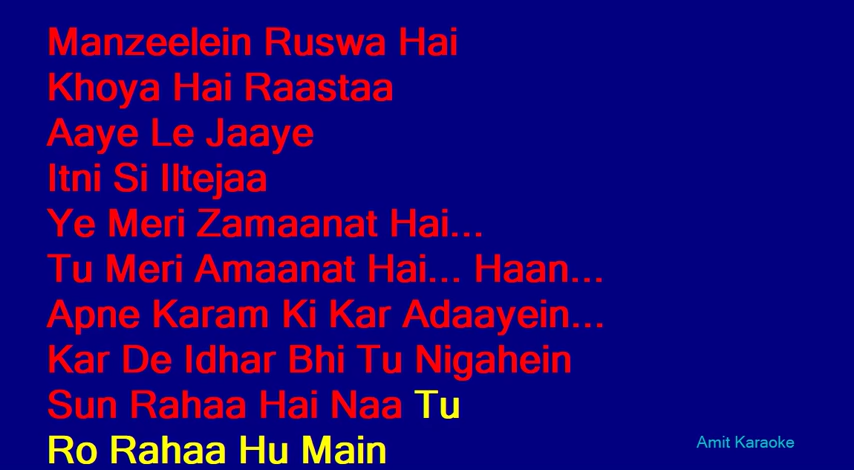 Manzeelein Ruswa Hai
Khoya Hai Raastaa
Aaye Le Jaaye
Itni Si Iltejaa
Ye Meri Zamaanat Hai...
Tu Meri Amaanat Hai... Haan...
Apne Karam Ki Kar Adaayein...
Kar De Idhar Bhi Tu Nigahein
Sun Rahaa Hai Naa Tu
Ro Rahaa Hu Main
Amit Karaoke